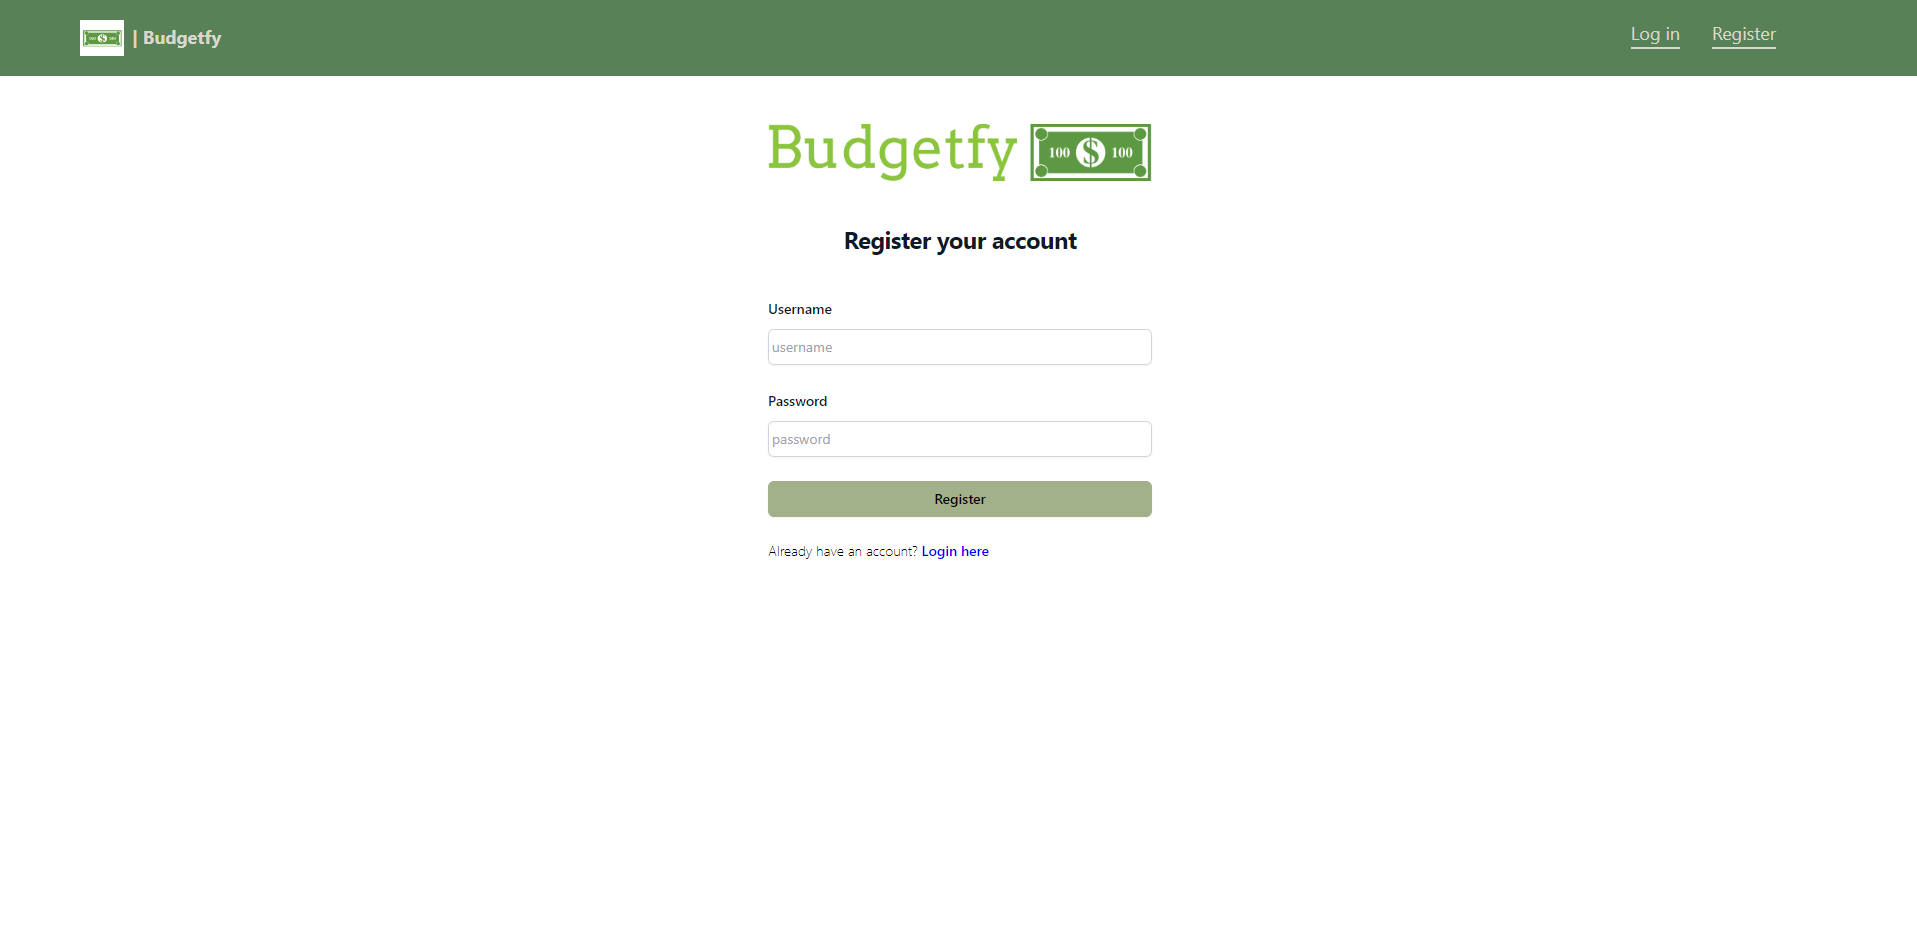 | Budgetfy
Log in
Register
Budgetfy 100 $ 100
Register your account
Username
username
Password
password
Register
Already have an account? Login here